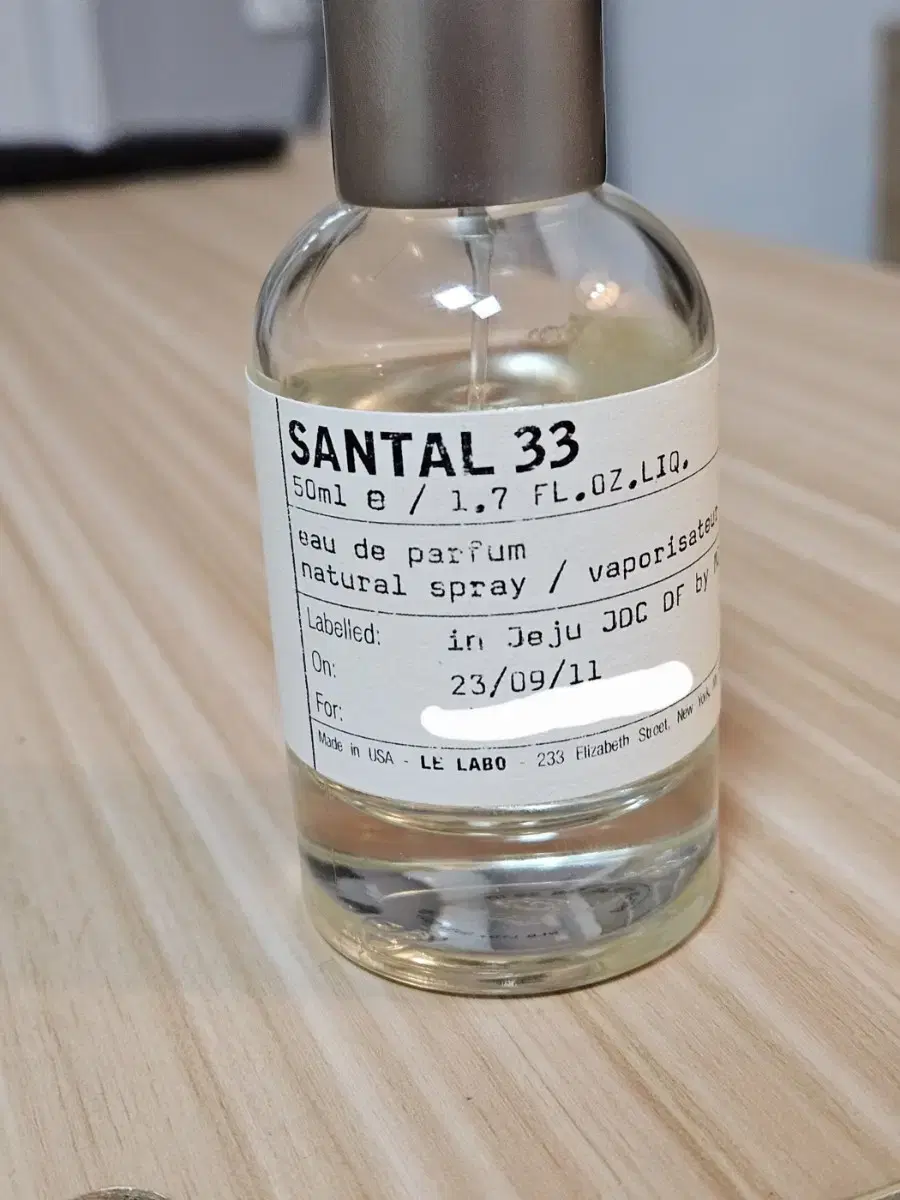 SANTAL 33
50ml e / 1.7 FL.OZ.LIQ.
eau de parfum
natural spray / vaporisateur
Labelled: in Jeju JDC DF by
On: 23/09/11
For:
Made in USA - LE LABO - 233 Elizabeth Street, New York,